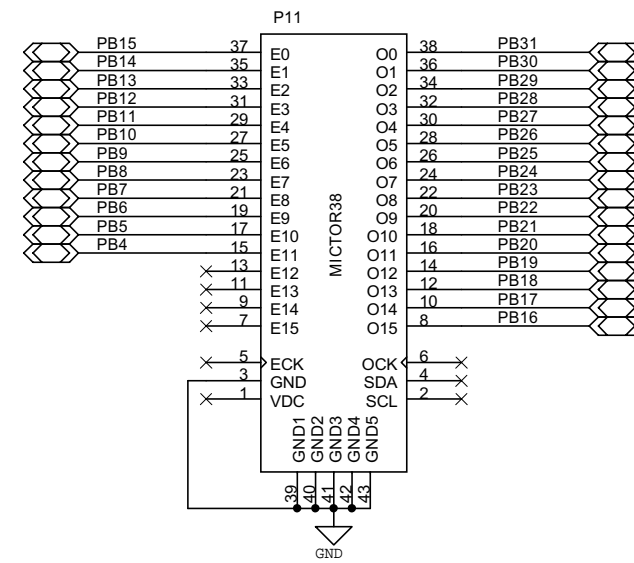 P11
PB15 37 E0 O0 38 PB31
PB14 35 E1 O1 36 PB30
PB13 33 E2 O2 34 PB29
PB12 31 E3 O3 32 PB28
PB11 29 E4 O4 30 PB27
PB10 27 E5 O5 28 PB26
PB9 25 E6 O6 26 PB25
PB8 23 E7 O7 24 PB24
PB7 21 E8 O8 22 PB23
PB6 19 E9 O9 20 PB22
PB5 17 E10 O10 18 PB21
PB4 15 E11 O11 16 PB20
13 E12 O12 14 PB19
11 E13 O13 12 PB18
9 E14 O14 10 PB17
7 E15 O15 8 PB16
MICTOR38
5 ECK OCK 6
3 GND SDA 4
1 VDC SCL 2
GND1 GND2 GND3 GND4 GND5
39 40 41 42 43
GND